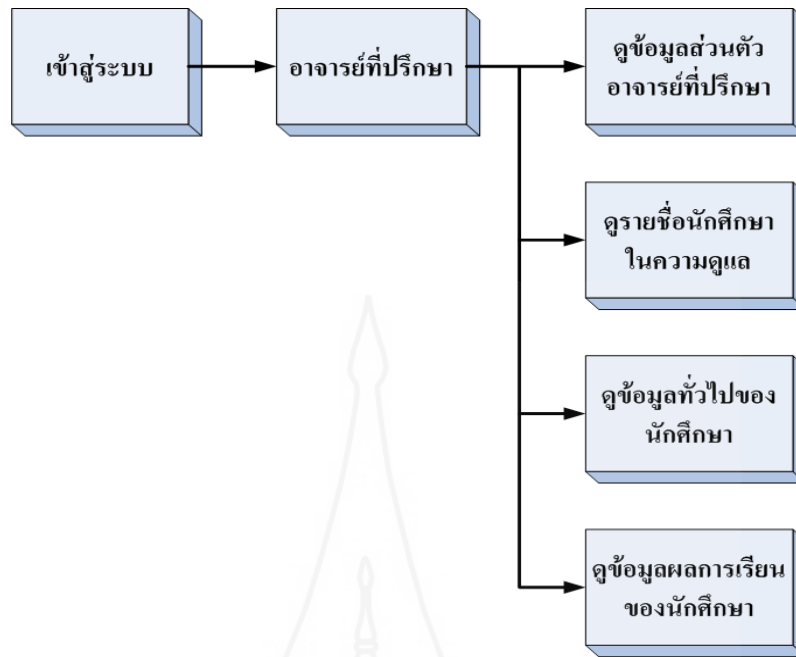 เข้าสู่ระบบ
อาจารย์ที่ปรึกษา
ดูข้อมูลส่วนตัว
อาจารย์ที่ปรึกษา
ดูรายชื่อนักศึกษา
ในความดูแล
ดูข้อมูลทั่วไปของ
นักศึกษา
ดูข้อมูลผลการเรียน
ของนักศึกษา